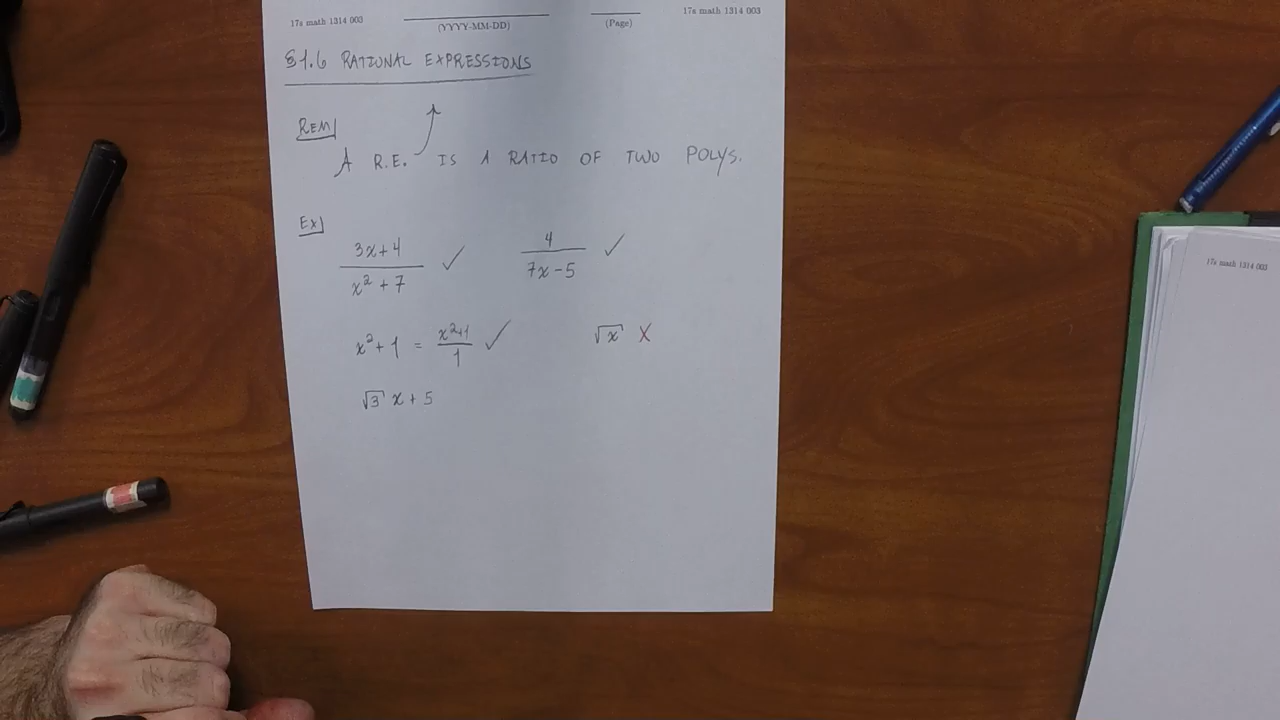 17s math 1314 003 (YYYY-MM-DD) (Page) 17s math 1314 003
§1.6 RATIONAL EXPRESSIONS
REM
A R.E. IS A RATIO OF TWO POLYS.
EX
3x+4 / x² + 7 ✓ 4 / 7x - 5 ✓
x² + 1 = x²+1 / 1 ✓ √x X
√3 x + 5
17s math 1314 003